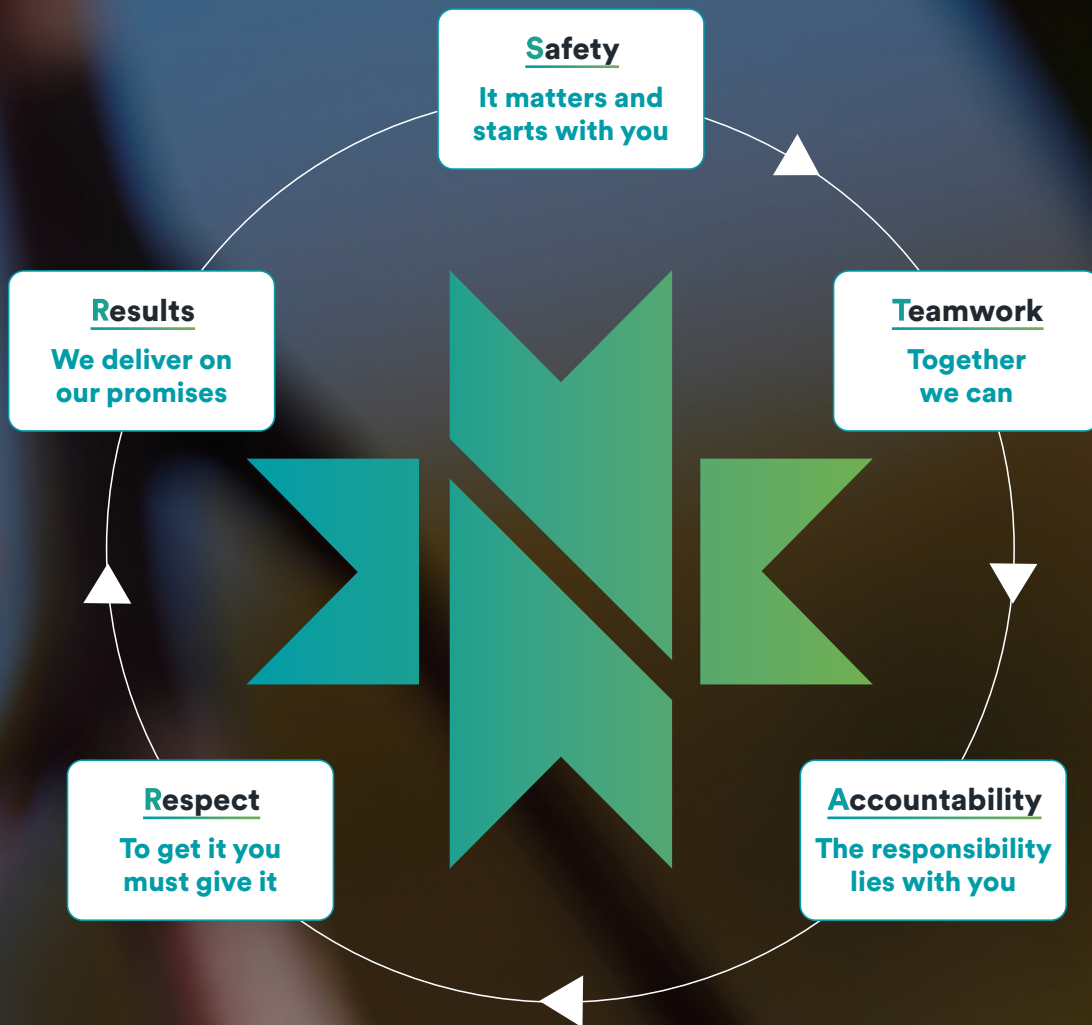 Safety
It matters and
starts with you
Teamwork
Together
we can
Accountability
The responsibility
lies with you
Respect
To get it you
must give it
Results
We deliver on
our promises